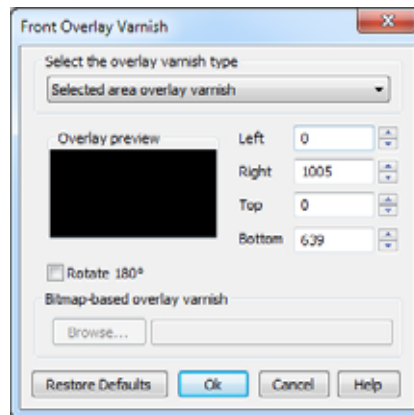 Front Overlay Varnish
Select the overlay varnish type
Selected area overlay varnish
Overlay preview
Left 0
Right 1005
Top 0
Bottom 639
Rotate 180°
Bitmap-based overlay varnish
Browse...
Restore Defaults Ok Cancel Help